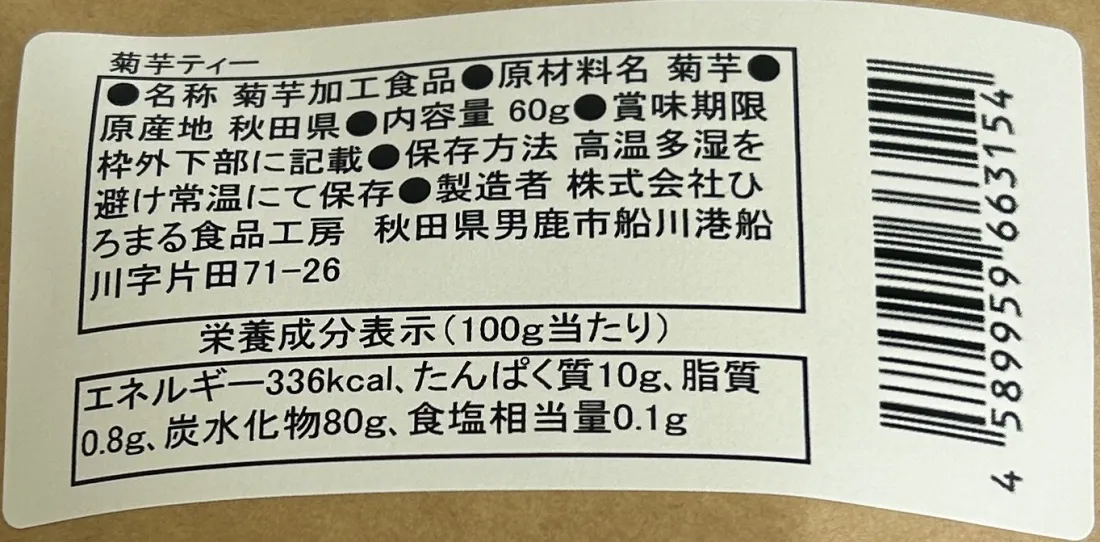 菊芋ティー
●名称 菊芋加工食品●原材料名 菊芋●
原産地 秋田県●内容量 60g●賞味期限
枠外下部に記載●保存方法 高温多湿を
避け常温にて保存●製造者 株式会社ひ
ろまる食品工房 秋田県男鹿市船川港船
川字片田71-26
栄養成分表示(100g当たり)
エネルギー336kcal、たんぱく質10g、脂質
0.8g、炭水化物80g、食塩相当量0.1g
4 589959 663154